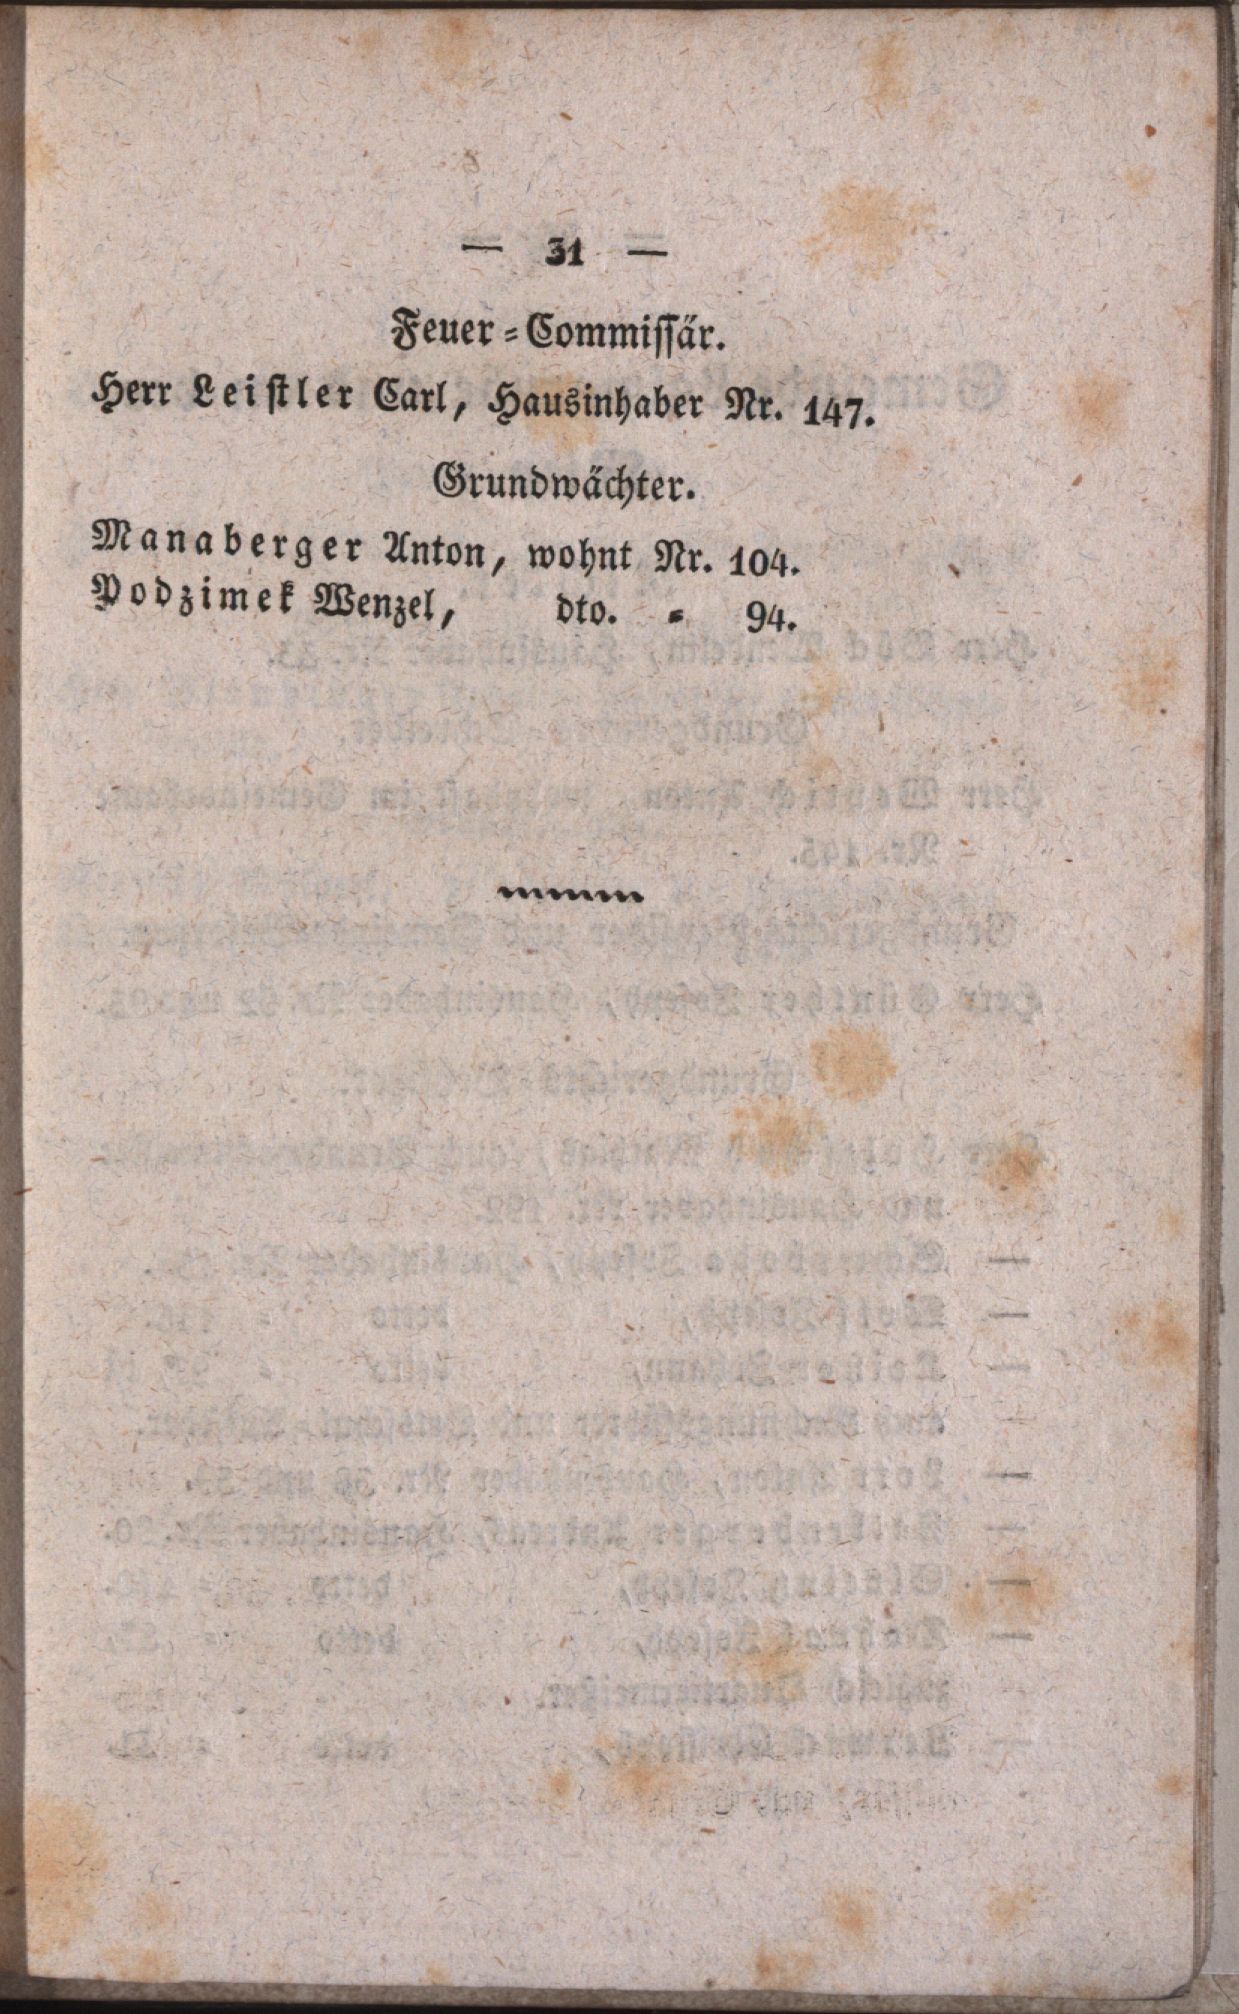 — 31 —
Feuer-Commissär.
Herr Leistler Carl, Hausinhaber Nr. 147.
Grundwächter.
Manaberger Anton, wohnt Nr. 104.
Podzimek Wenzel, dto. = 94.